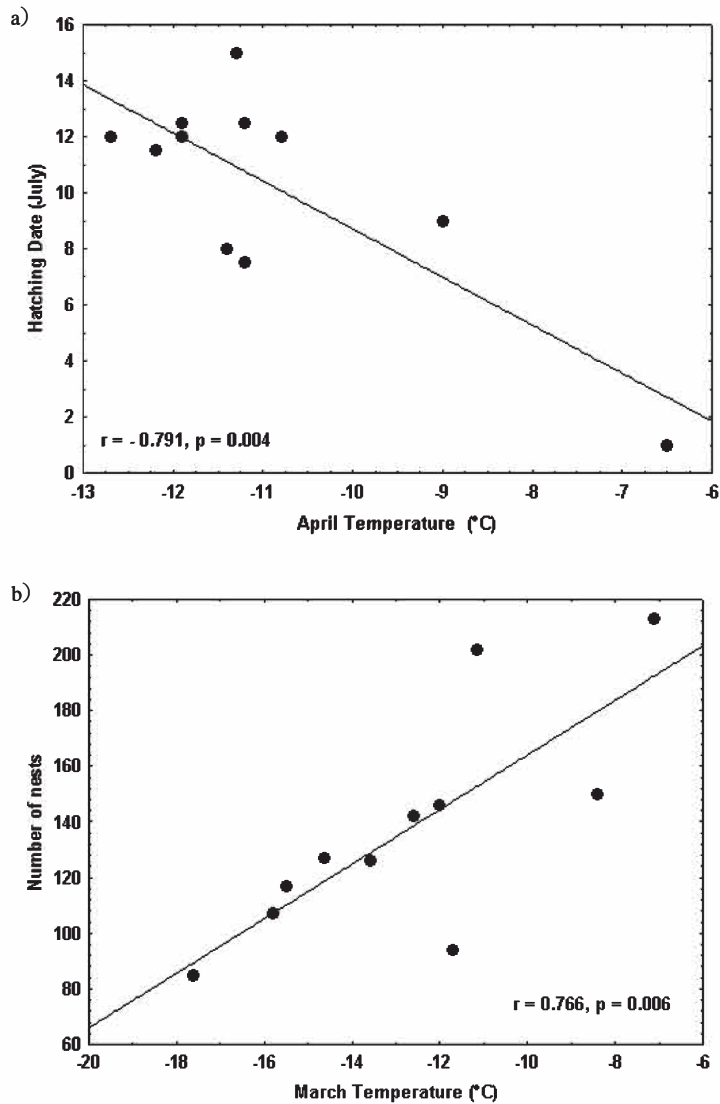 a)
16
14
12
10
8
6
4
2
0
Hatching Date (July)
r = - 0.791, p = 0.004
-13 -12 -11 -10 -9 -8 -7 -6
April Temperature (°C)
b)
220
200
180
160
140
120
100
80
60
Number of nests
r = 0.766, p = 0.006
-20 -18 -16 -14 -12 -10 -8 -6
March Temperature (°C)